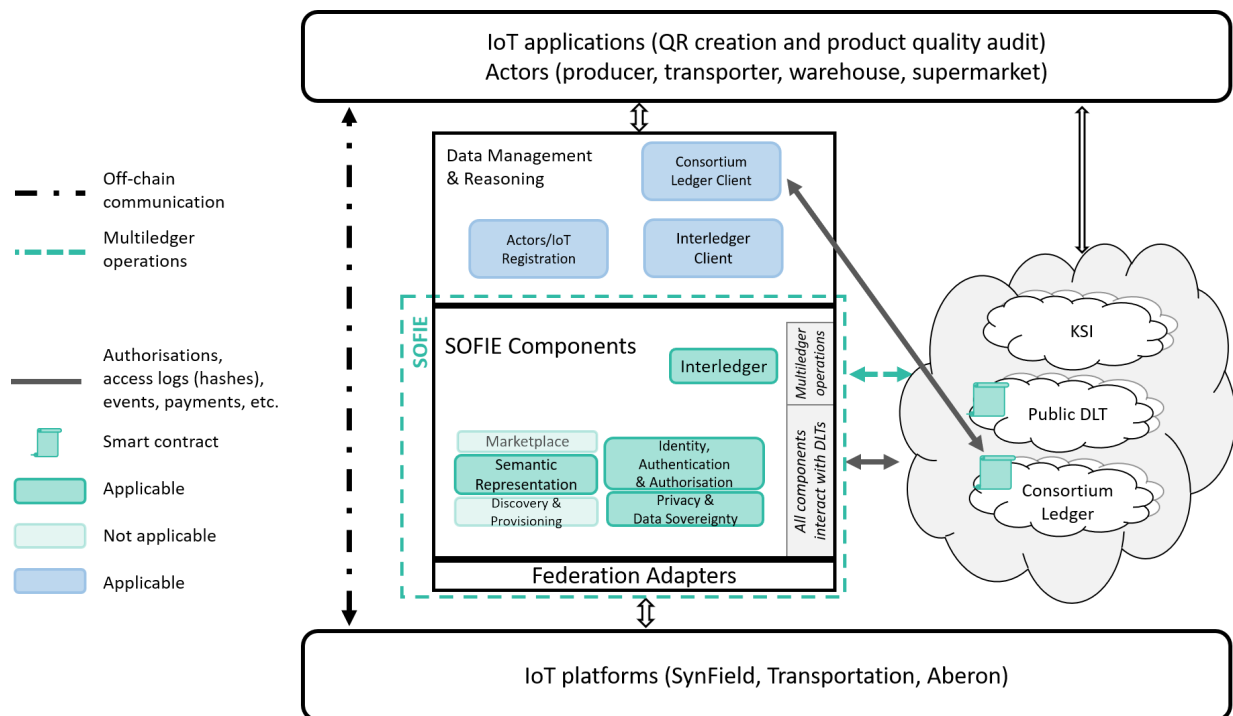 IoT applications (QR creation and product quality audit)
Actors (producer, transporter, warehouse, supermarket)
Off-chain
communication
Multiledger
operations
Authorisations,
access logs (hashes),
events, payments, etc.
Smart contract
Applicable
Not applicable
Applicable
Data Management
& Reasoning
Consortium
Ledger Client
Actors/IoT
Registration
Interledger
Client
SOFIE
SOFIE Components
Interledger
Multiledger
operations
Marketplace
Semantic
Representation
Discovery &
Provisioning
Identity,
Authentication
& Authorisation
Privacy &
Data Sovereignty
All components
interact with DLTs
Federation Adapters
KSI
Public DLT
Consortium
Ledger
IoT platforms (SynField, Transportation, Aberon)